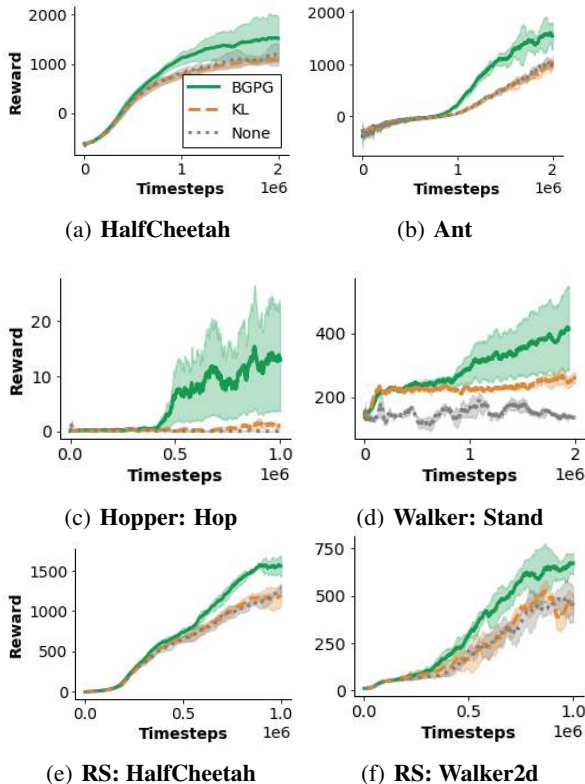 2000
1000
0
Reward
BGPG
KL
None
0 1 2
Timesteps 1e6
(a) HalfCheetah
2000
1000
0
0 1 2
Timesteps 1e6
(b) Ant
20
10
0
Reward
0.0 0.5 1.0
Timesteps 1e6
(c) Hopper: Hop
400
200
0 1 2
Timesteps 1e6
(d) Walker: Stand
1500
1000
500
0
Reward
0.0 0.5 1.0
Timesteps 1e6
(e) RS: HalfCheetah
750
500
250
0
0.0 0.5 1.0
Timesteps 1e6
(f) RS: Walker2d